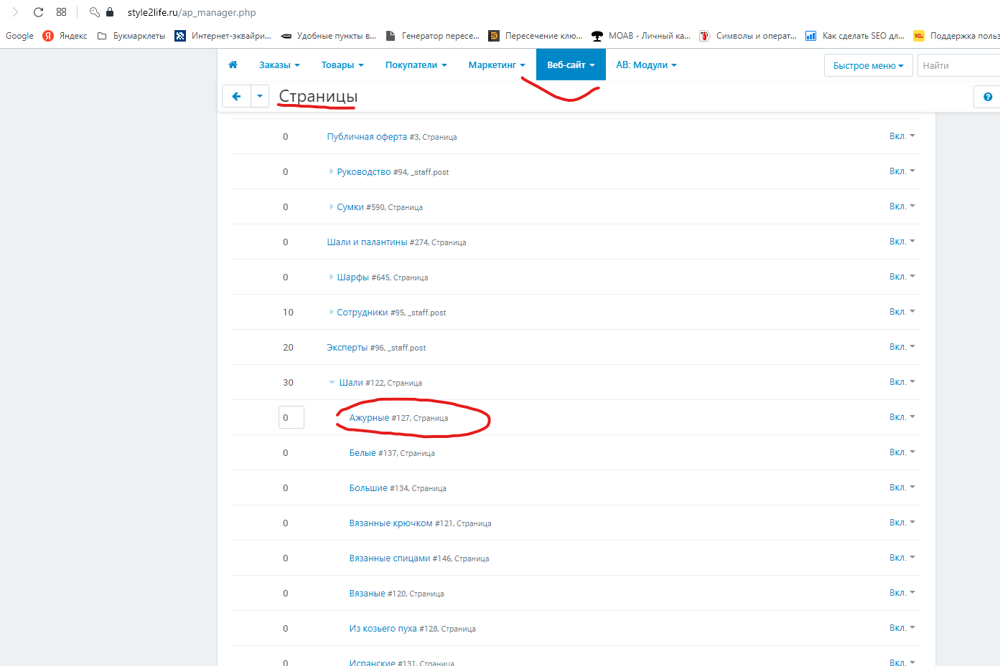 style2life.ru/ap_manager.php
Google Яндекс Букмарклеты Интернет-эквайри... Удобные пункты в... Генератор пересе... Пересечение клю... МОАВ - Личный ка... Символы и операт... Как сделать SEO дл... Поддержка польз
Заказы Товары Покупатели Маркетинг Веб-сайт АВ: Модули Быстрое меню Найти
Страницы
0 Публичная оферта #3, Страница Вкл.
0 Руководство #94, _staff.post Вкл.
0 Сумки #590, Страница Вкл.
0 Шали и палантины #274, Страница Вкл.
0 Шарфы #645, Страница Вкл.
10 Сотрудники #95, _staff.post Вкл.
20 Эксперты #96, _staff.post Вкл.
30 Шали #122, Страница Вкл.
0 Ажурные #127, Страница Вкл.
0 Белые #137, Страница Вкл.
0 Большие #134, Страница Вкл.
0 Вязанные крючком #121, Страница Вкл.
0 Вязанные спицами #146, Страница Вкл.
0 Вязаные #120, Страница Вкл.
0 Из козьего пуха #128, Страница Вкл.
0 Испанские #131, Страница Вкл.